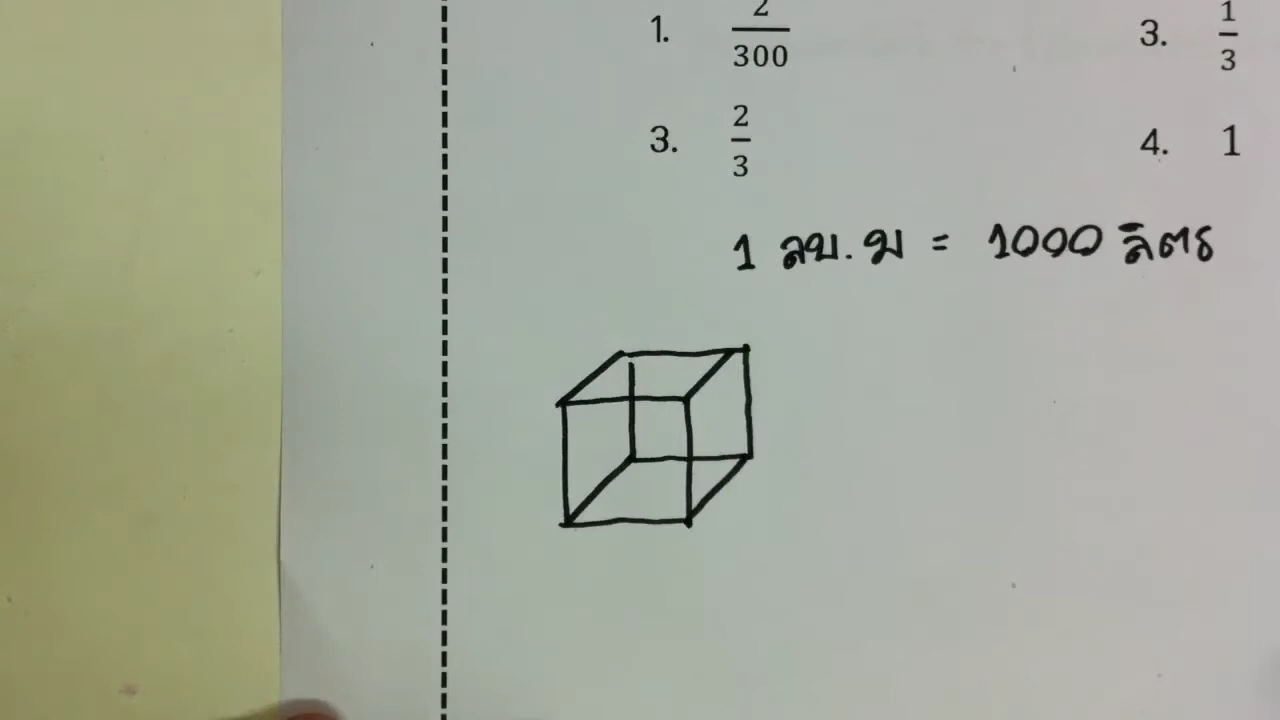 1. 2/300 3. 1/3
3. 2/3 4. 1
1 ลบ.ม = 1000 ลิตร